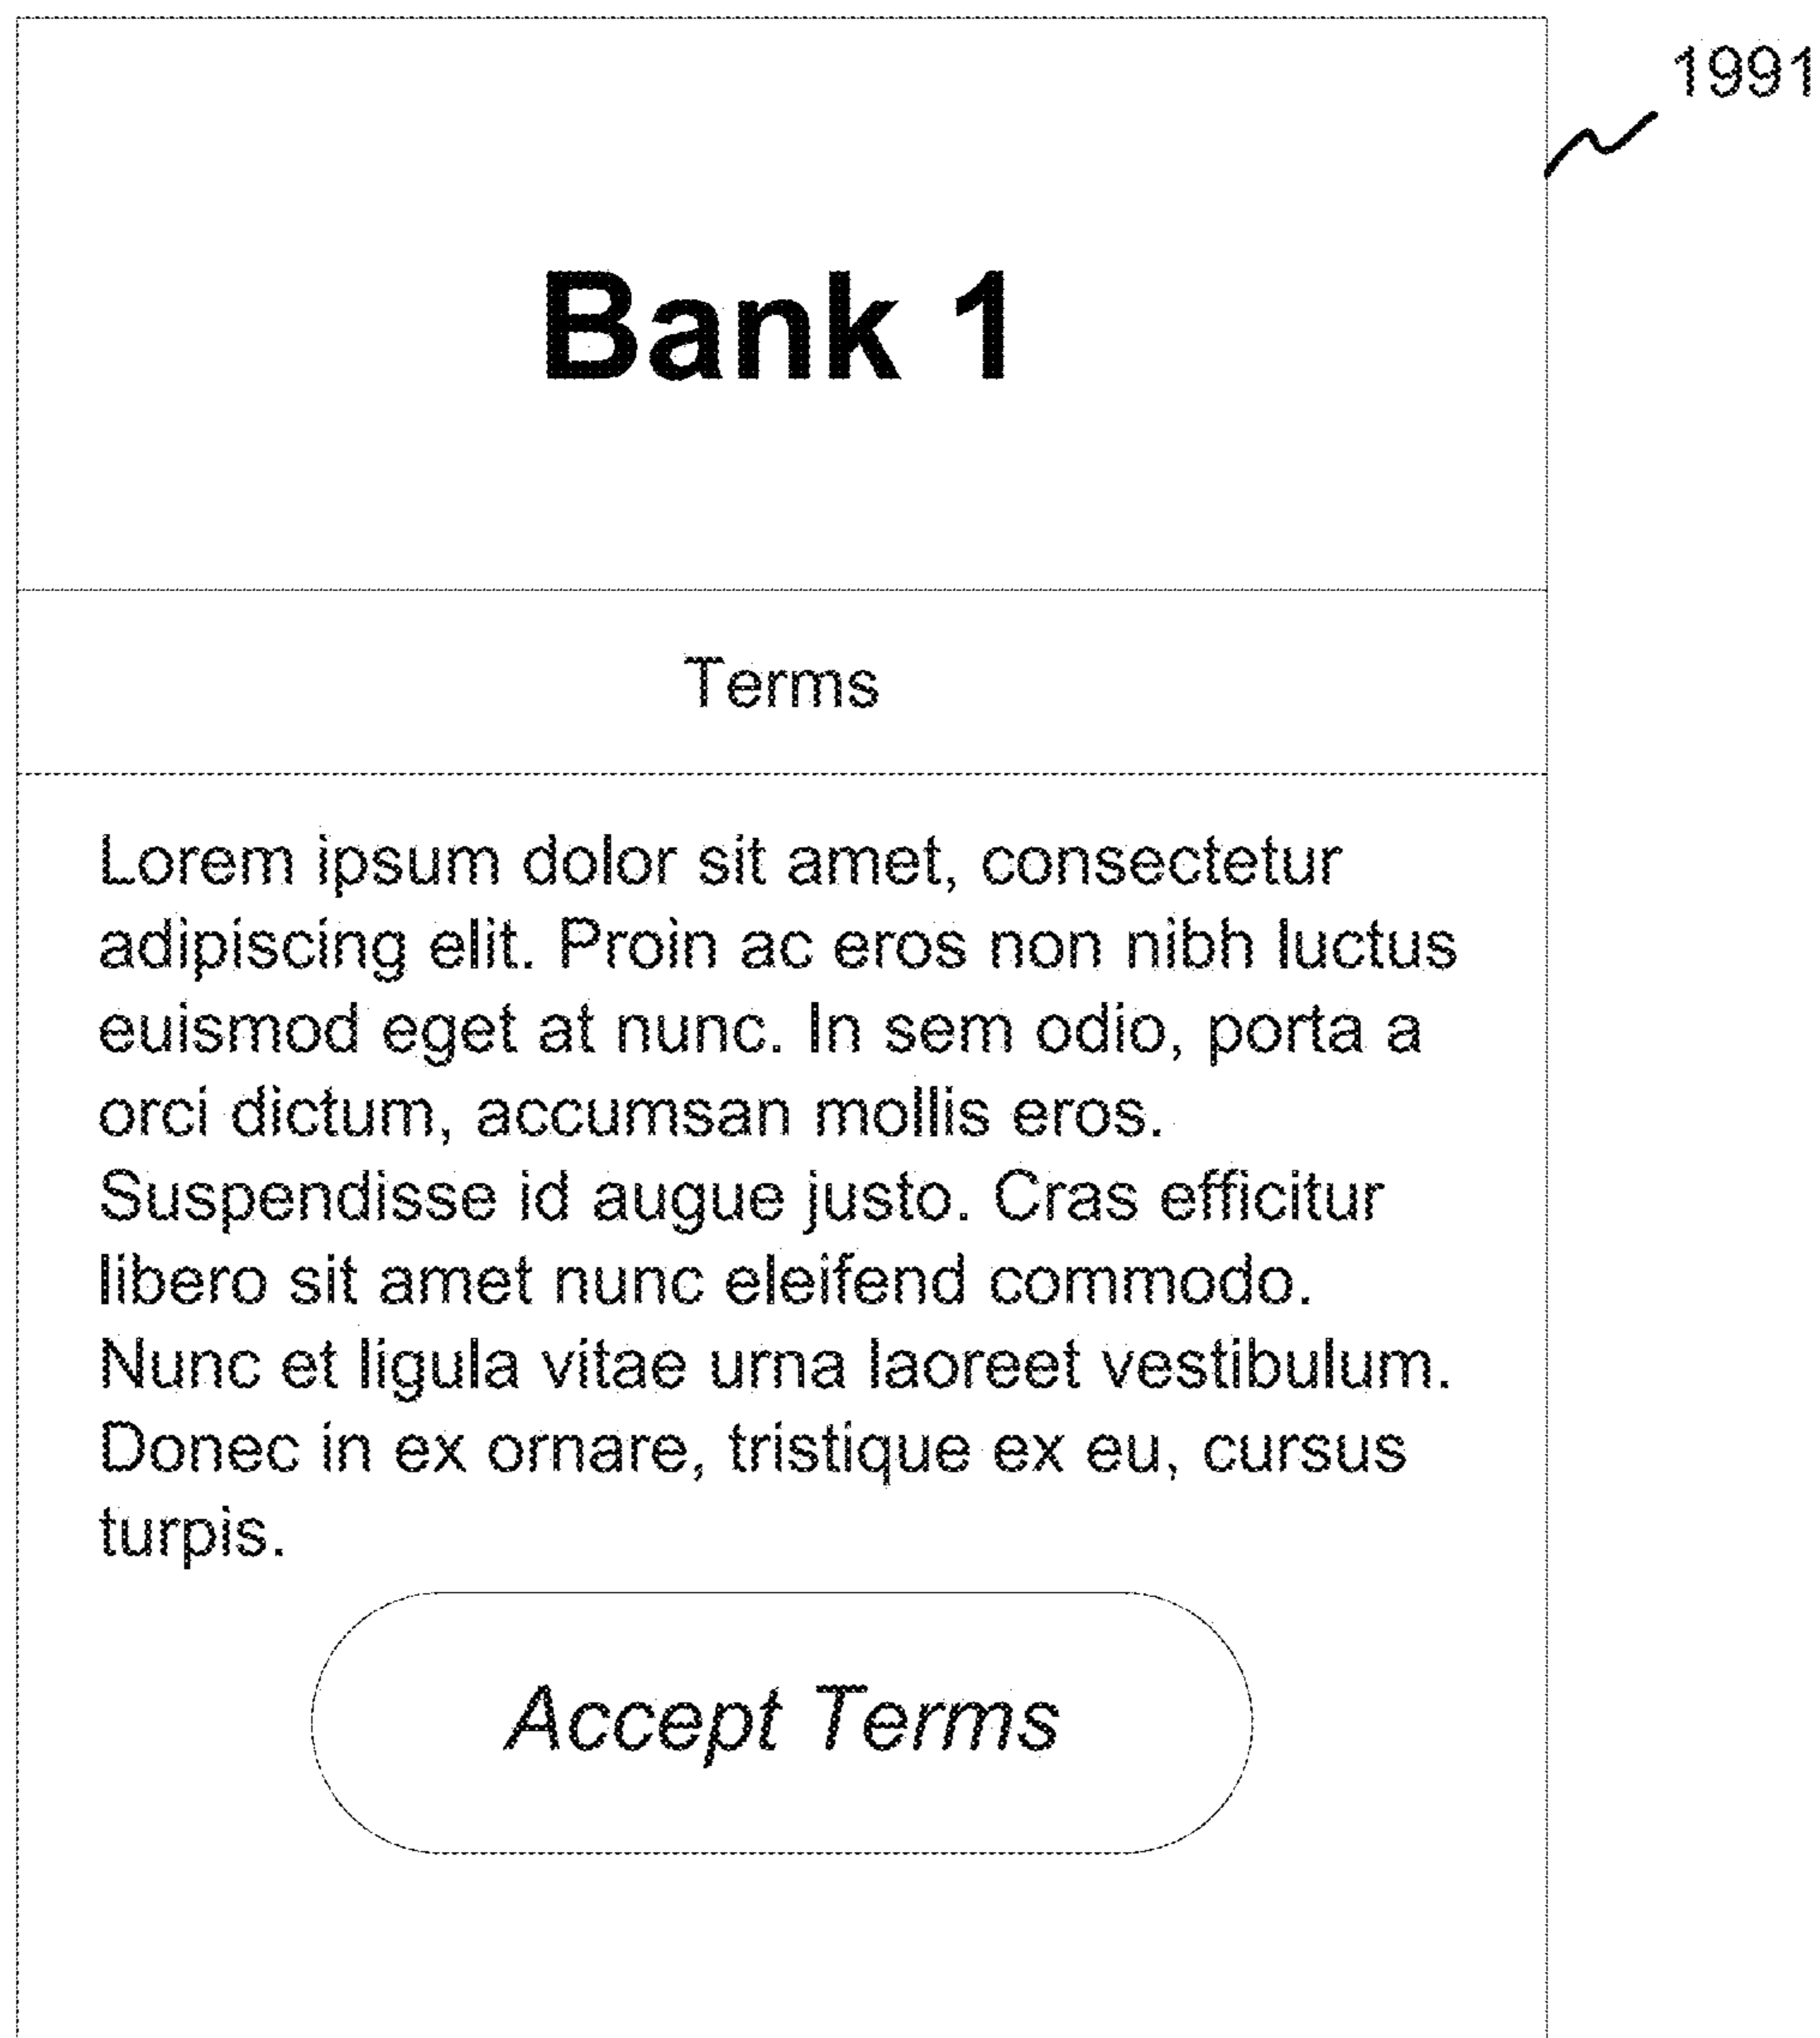 1991
Bank 1
Terms
Lorem ipsum dolor sit amet, consectetur
adipiscing elit. Proin ac eros non nibh luctus
euismod eget at nunc. In sem odio, porta a
orci dictum, accumsan mollis eros.
Suspendisse id augue justo. Cras efficitur
libero sit amet nunc eleifend commodo.
Nunc et ligula vitae urna laoreet vestibulum.
Donec in ex ornare, tristique ex eu, cursus
turpis.
Accept Terms